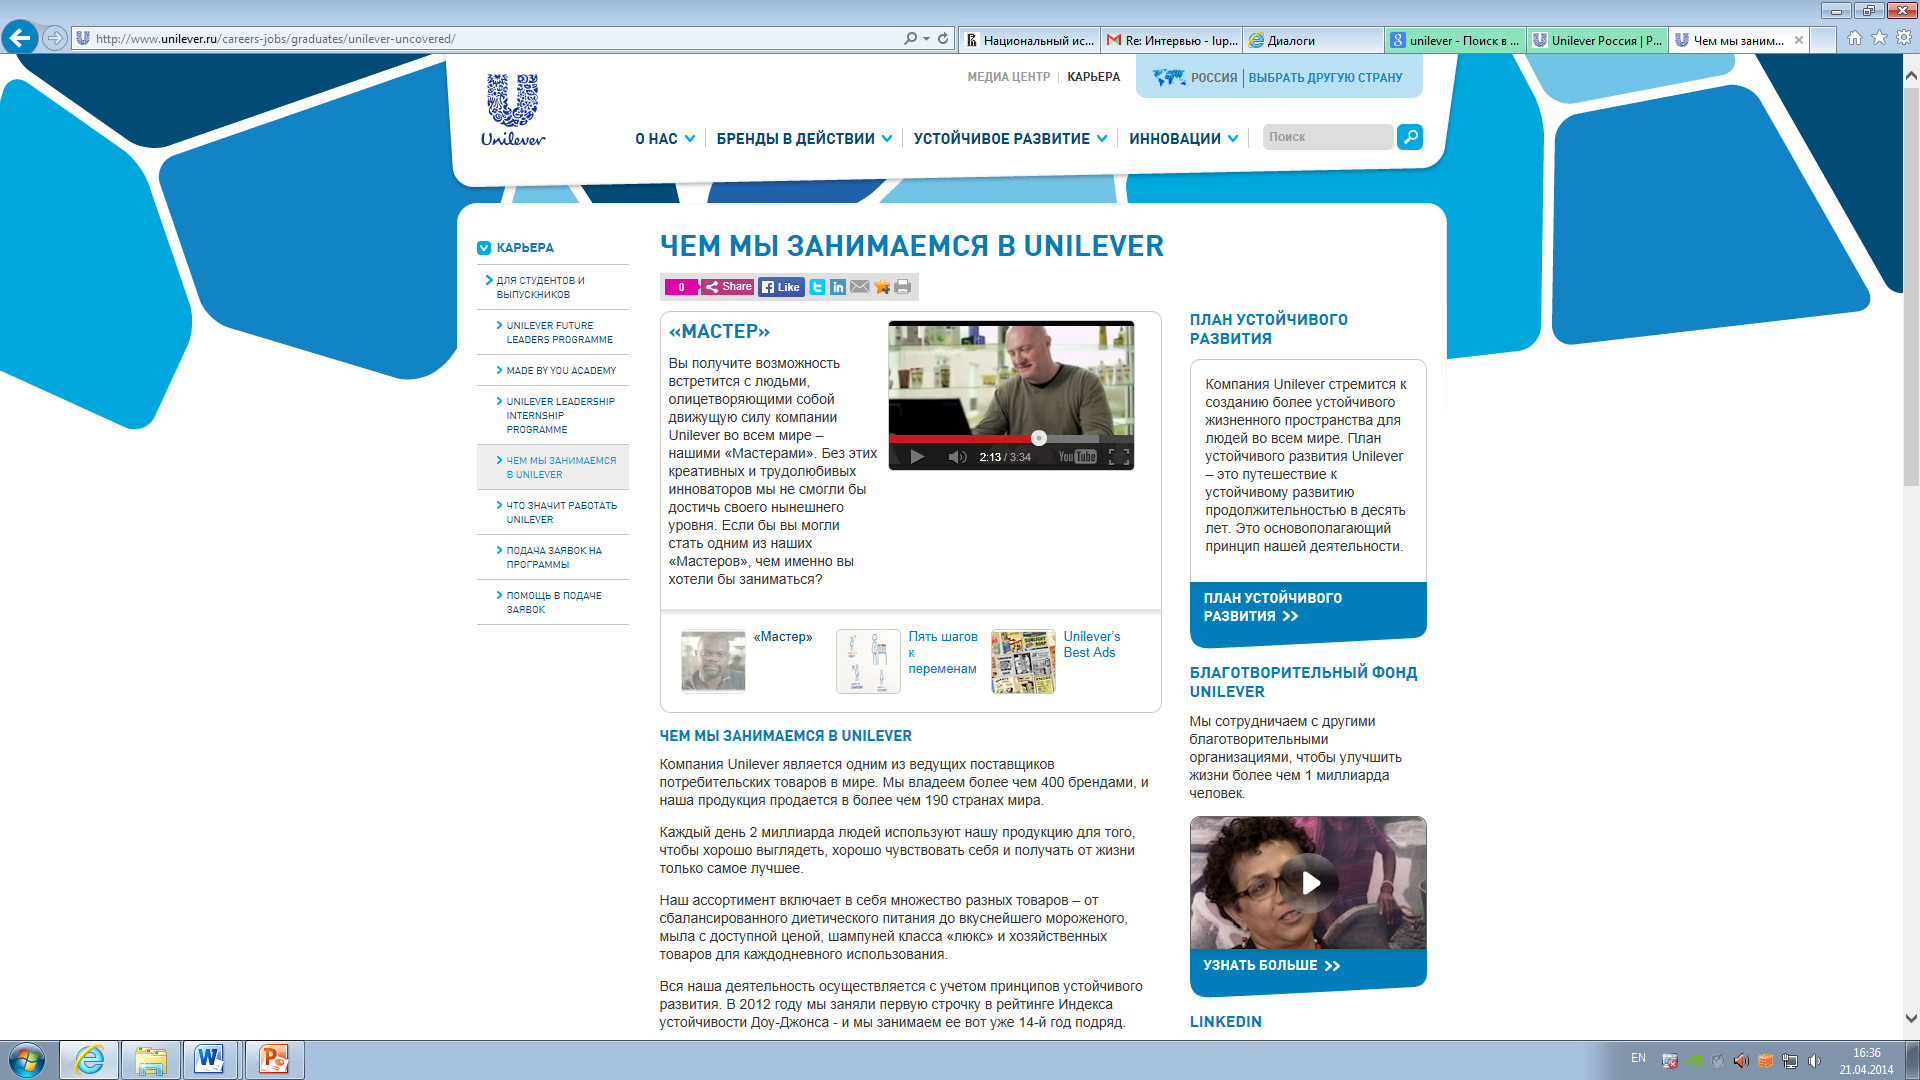 http://www.unilever.ru/careers-jobs/graduates/unilever-uncovered/
Национальный ис...
Re: Интервью - lup...
Диалоги
unilever - Поиск в ...
Unilever Россия | Р...
Чем мы заним...
Unilever
МЕДИА ЦЕНТР
КАРЬЕРА
РОССИЯ
ВЫБРАТЬ ДРУГУЮ СТРАНУ
О НАС
БРЕНДЫ В ДЕЙСТВИИ
УСТОЙЧИВОЕ РАЗВИТИЕ
ИННОВАЦИИ
Поиск
КАРЬЕРА
ДЛЯ СТУДЕНТОВ И
ВЫПУСКНИКОВ
UNILEVER FUTURE
LEADERS PROGRAMME
MADE BY YOU ACADEMY
UNILEVER LEADERSHIP
INTERNSHIP
PROGRAMME
ЧЕМ МЫ ЗАНИМАЕМСЯ
В UNILEVER
ЧТО ЗНАЧИТ РАБОТАТЬ
UNILEVER
ПОДАЧА ЗАЯВОК НА
ПРОГРАММЫ
ПОМОЩЬ В ПОДАЧЕ
ЗАЯВОК
ЧЕМ МЫ ЗАНИМАЕМСЯ В UNILEVER
0 Share Like
«МАСТЕР»
Вы получите возможность
встретится с людьми,
олицетворяющими собой
движущую силу компании
Unilever во всем мире –
нашими «Мастерами». Без этих
креативных и трудолюбивых
инноваторов мы не смогли бы
достичь своего нынешнего
уровня. Если бы вы могли
стать одним из наших
«Мастеров», чем именно вы
хотели бы заниматься?
2:13 / 3:34 YouTube
«Мастер»
Пять шагов
к
переменам
Unilever's
Best Ads
ЧЕМ МЫ ЗАНИМАЕМСЯ В UNILEVER
Компания Unilever является одним из ведущих поставщиков
потребительских товаров в мире. Мы владеем более чем 400 брендами, и
наша продукция продается в более чем 190 странах мира.
Каждый день 2 миллиарда людей используют нашу продукцию для того,
чтобы хорошо выглядеть, хорошо чувствовать себя и получать от жизни
только самое лучшее.
Наш ассортимент включает в себя множество разных товаров – от
сбалансированного диетического питания до вкуснейшего мороженого,
мыла с доступной ценой, шампуней класса «люкс» и хозяйственных
товаров для каждодневного использования.
Вся наша деятельность осуществляется с учетом принципов устойчивого
развития. В 2012 году мы заняли первую строчку в рейтинге Индекса
устойчивости Доу-Джонса - и мы занимаем ее вот уже 14-й год подряд.
ПЛАН УСТОЙЧИВОГО
РАЗВИТИЯ
Компания Unilever стремится к
созданию более устойчивого
жизненного пространства для
людей во всем мире. План
устойчивого развития Unilever
– это путешествие к
устойчивому развитию
продолжительностью в десять
лет. Это основополагающий
принцип нашей деятельности.
ПЛАН УСТОЙЧИВОГО
РАЗВИТИЯ
БЛАГОТВОРИТЕЛЬНЫЙ ФОНД
UNILEVER
Мы сотрудничаем с другими
благотворительными
организациями, чтобы улучшить
жизни более чем 1 миллиарда
человек.
УЗНАТЬ БОЛЬШЕ
LINKEDIN
EN
16:36
21.04.2014